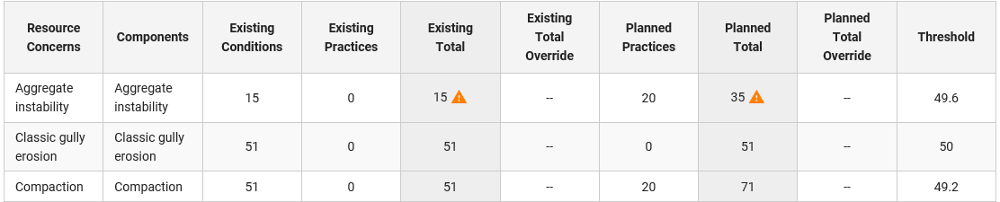 Resource Concerns | Components | Existing Conditions | Existing Practices | Existing Total | Existing Total Override | Planned Practices | Planned Total | Planned Total Override | Threshold
Aggregate instability | Aggregate instability | 15 | 0 | 15 | -- | 20 | 35 | -- | 49.6
Classic gully erosion | Classic gully erosion | 51 | 0 | 51 | -- | 0 | 51 | -- | 50
Compaction | Compaction | 51 | 0 | 51 | -- | 20 | 71 | -- | 49.2